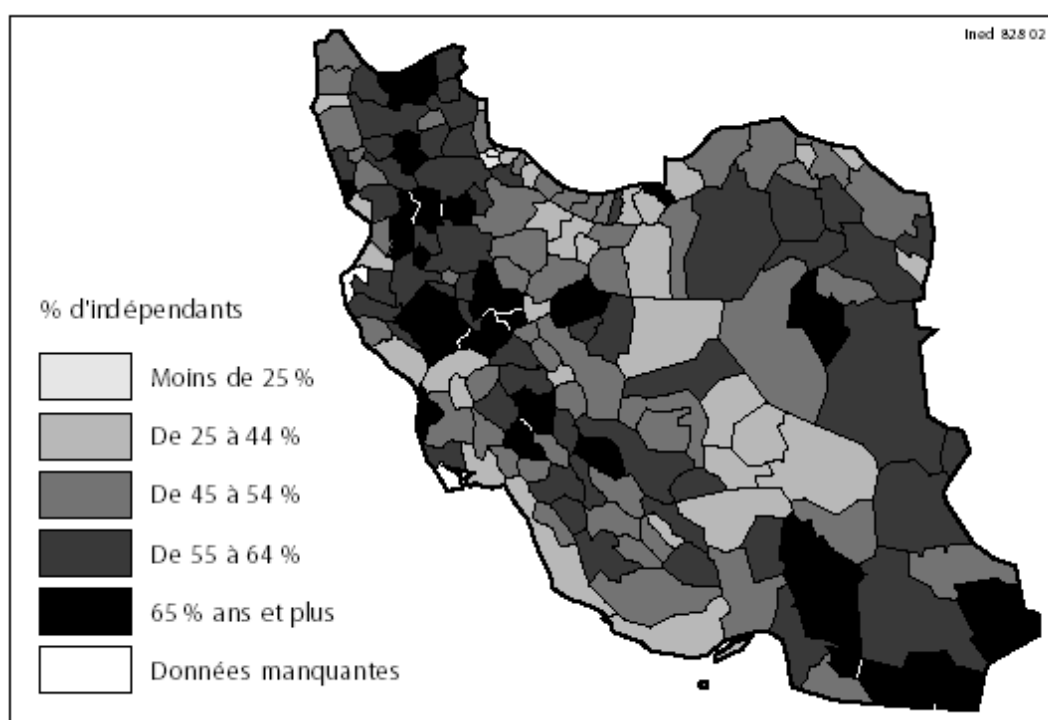 Ined 828 02
% d'indépendants
Moins de 25 %
De 25 à 44 %
De 45 à 54 %
De 55 à 64 %
65 % ans et plus
Données manquantes